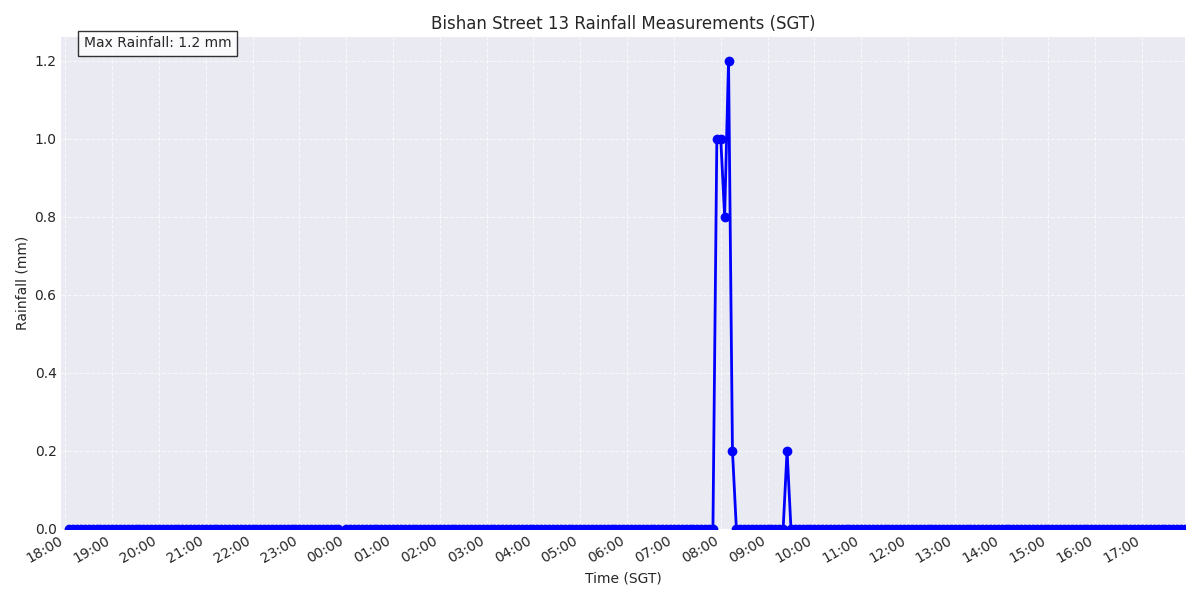 Bishan Street 13 Rainfall Measurements (SGT)
Max Rainfall: 1.2 mm
1.2
1.0
0.8
0.6
0.4
0.2
0.0
Rainfall (mm)
18:00 19:00 20:00 21:00 22:00 23:00 00:00 01:00 02:00 03:00 04:00 05:00 06:00 07:00 08:00 09:00 10:00 11:00 12:00 13:00 14:00 15:00 16:00 17:00
Time (SGT)